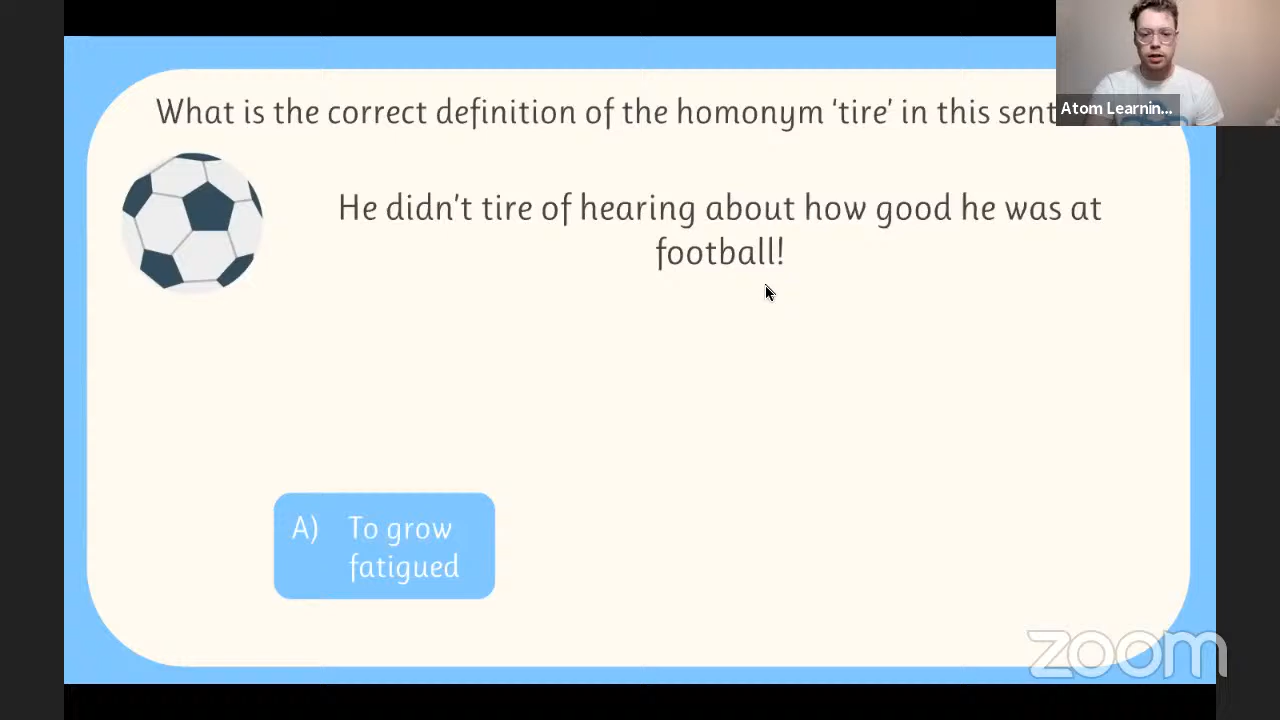 What is the correct definition of the homonym ‘tire’ in this sent
Atom Learnin...
He didn't tire of hearing about how good he was at
football!
A) To grow
fatigued
zoom